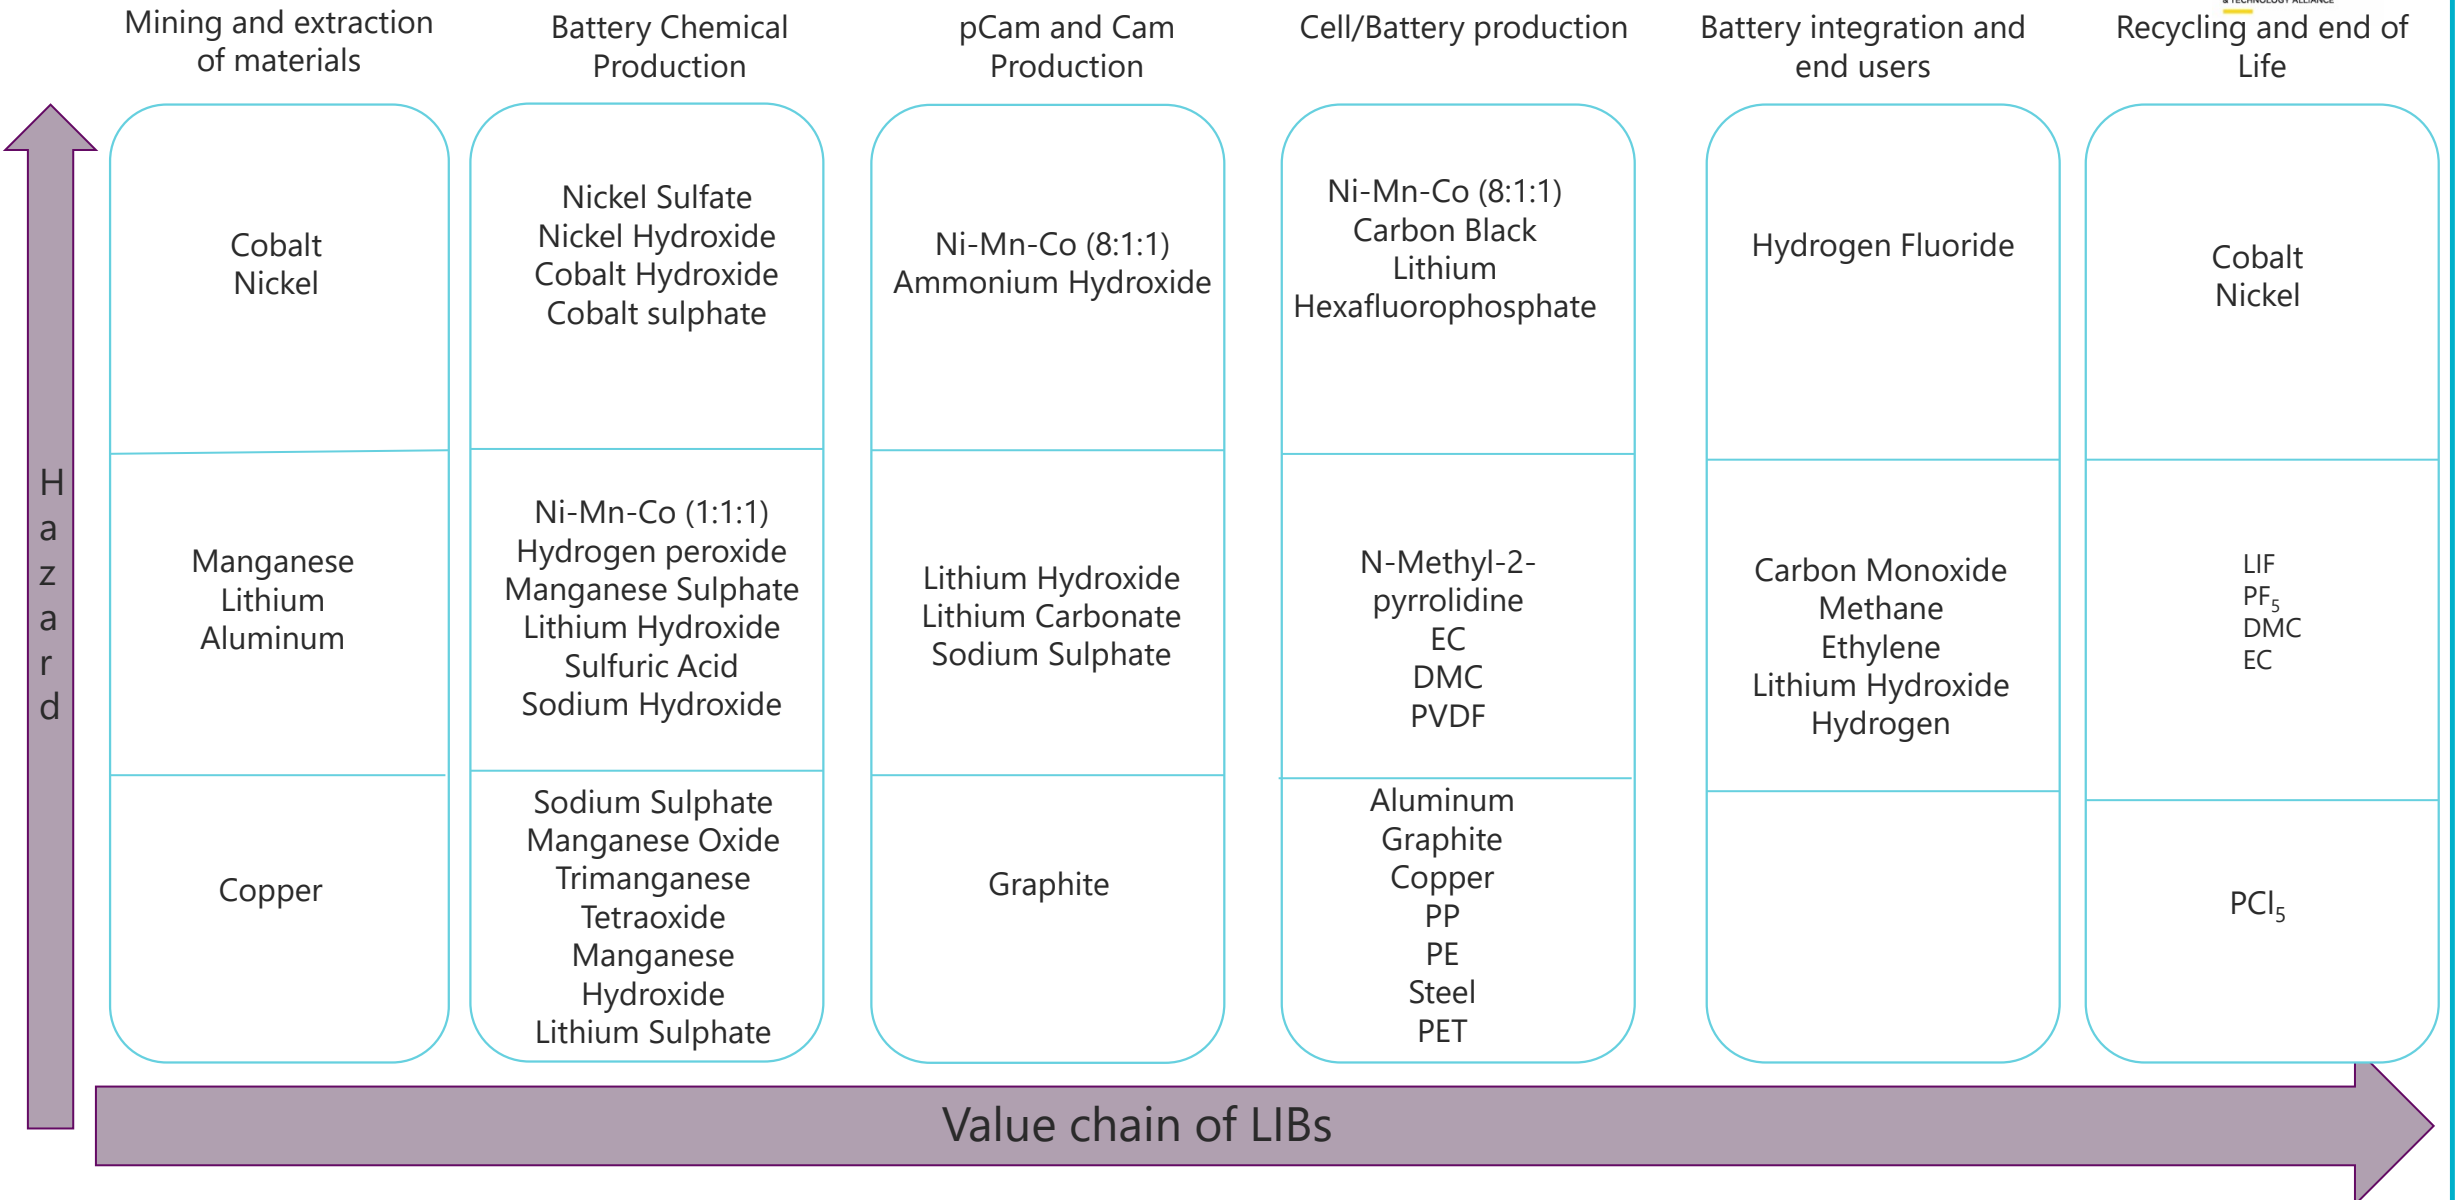 & TECHNOLOGY ALLIANCE
Mining and extraction
of materials
Battery Chemical
Production
pCam and Cam
Production
Cell/Battery production
Battery integration and
end users
Recycling and end of
Life
Hazard
Cobalt
Nickel
Manganese
Lithium
Aluminum
Copper
Nickel Sulfate
Nickel Hydroxide
Cobalt Hydroxide
Cobalt sulphate
Ni-Mn-Co (1:1:1)
Hydrogen peroxide
Manganese Sulphate
Lithium Hydroxide
Sulfuric Acid
Sodium Hydroxide
Sodium Sulphate
Manganese Oxide
Trimanganese
Tetraoxide
Manganese
Hydroxide
Lithium Sulphate
Ni-Mn-Co (8:1:1)
Ammonium Hydroxide
Lithium Hydroxide
Lithium Carbonate
Sodium Sulphate
Graphite
Ni-Mn-Co (8:1:1)
Carbon Black
Lithium
Hexafluorophosphate
N-Methyl-2-
pyrrolidine
EC
DMC
PVDF
Aluminum
Graphite
Copper
PP
PE
Steel
PET
Hydrogen Fluoride
Carbon Monoxide
Methane
Ethylene
Lithium Hydroxide
Hydrogen
Cobalt
Nickel
LIF
PF₅
DMC
EC
PCl₅
Value chain of LIBs